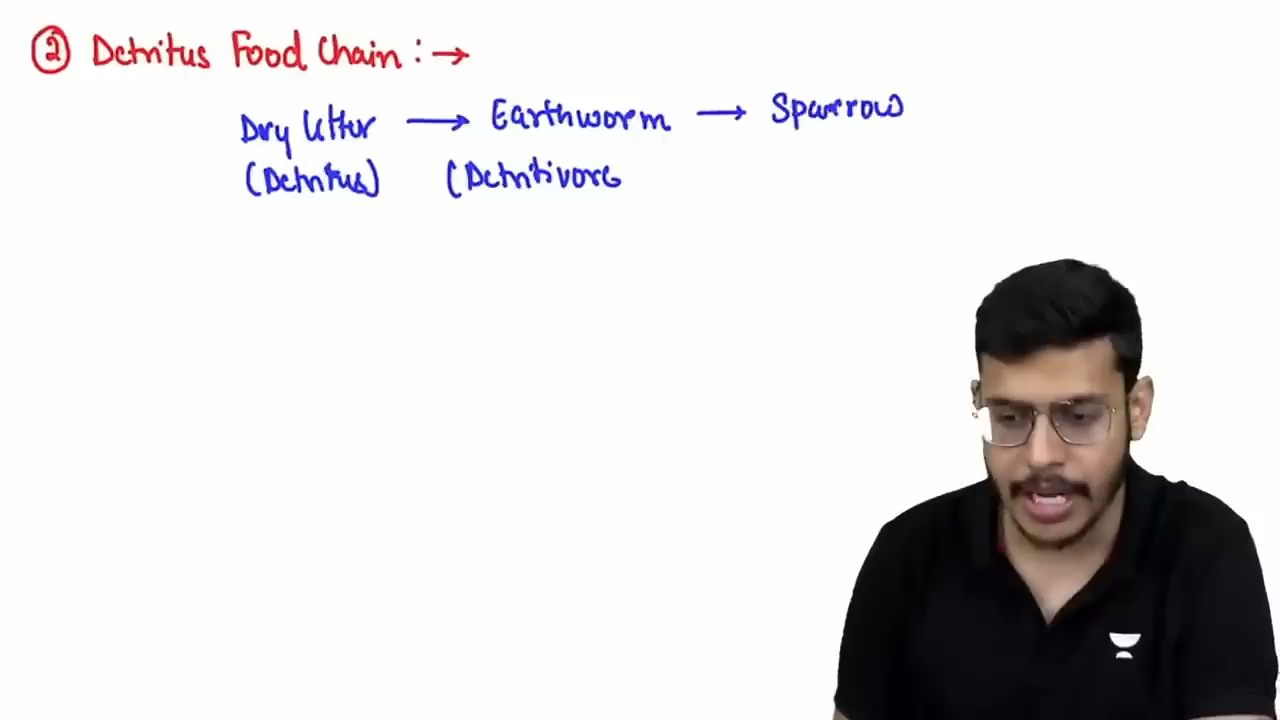 ② Detritus Food Chain : →
Dry litter → Earthworm → Sparrow
(Detritus) (Detritivore